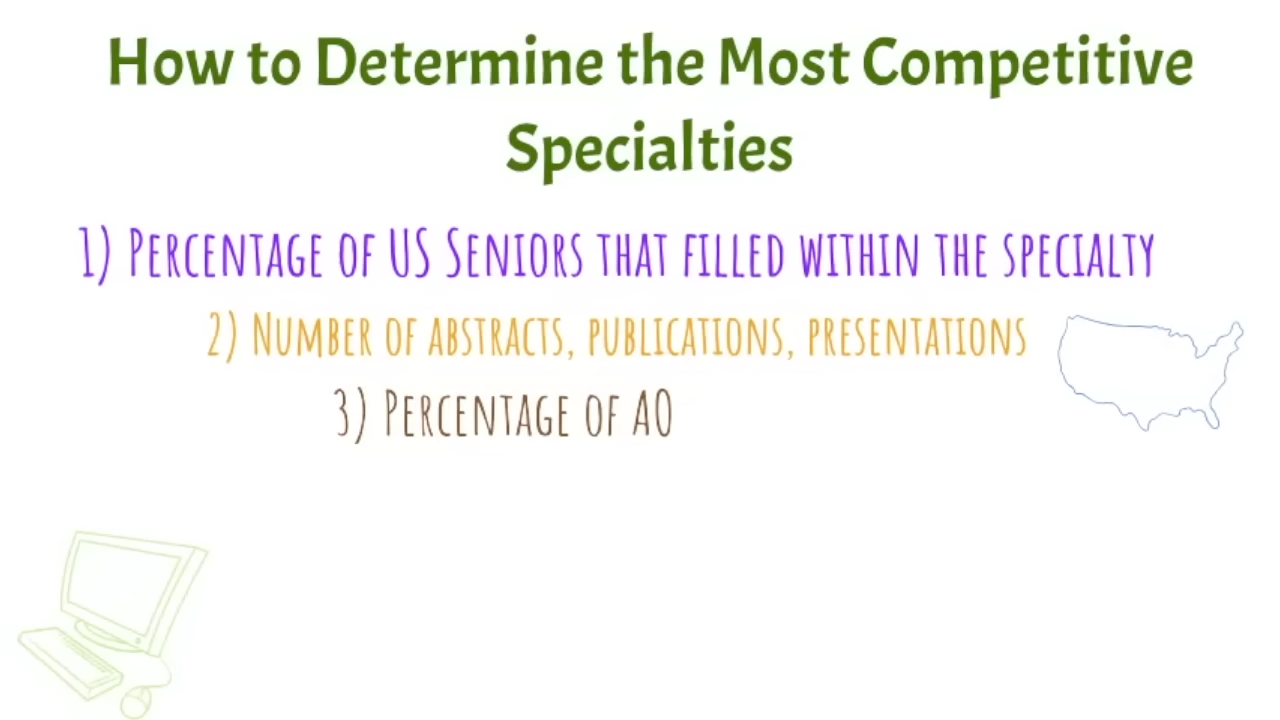 How to Determine the Most Competitive
Specialties
1) Percentage of US Seniors that filled within the specialty
2) Number of abstracts, publications, presentations
3) Percentage of AO